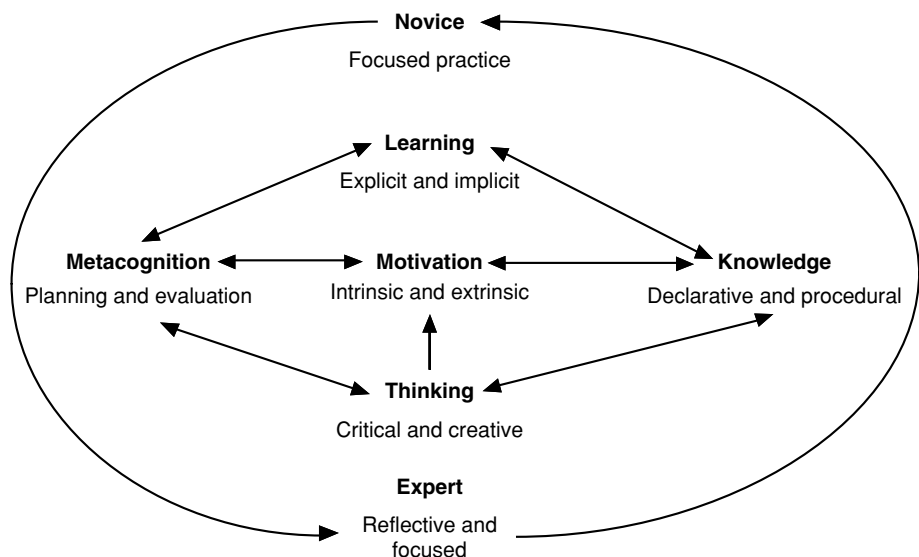 Novice
Focused practice
Learning
Explicit and implicit
Metacognition
Planning and evaluation
Motivation
Intrinsic and extrinsic
Knowledge
Declarative and procedural
Thinking
Critical and creative
Expert
Reflective and
focused